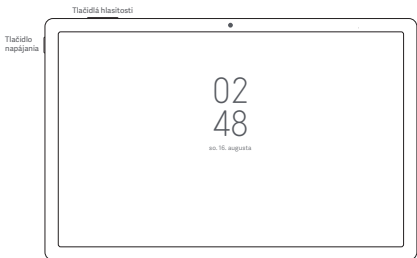 Tlačidlá hlasitosti
Tlačidlo
napájania
02
48
so, 16. augusta